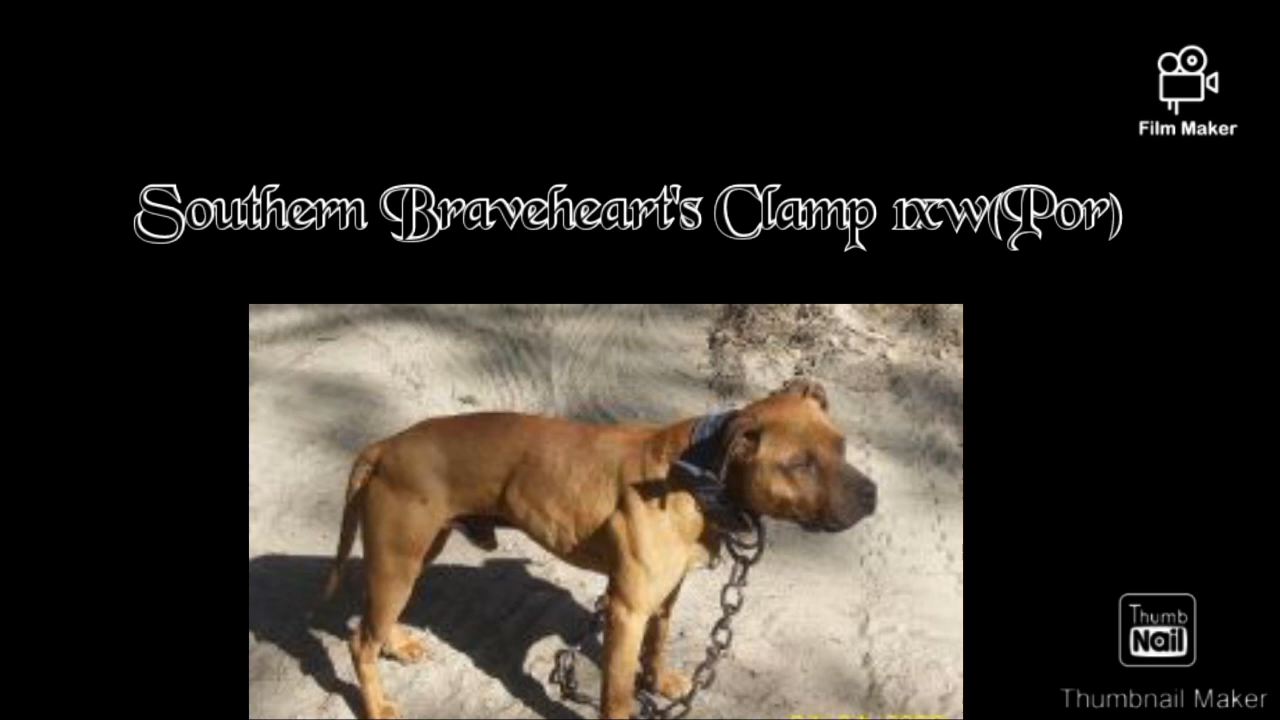 Film Maker
Southern Braveheart's Clamp 1xw(Por)
Thumb
Nail
Thumbnail Maker